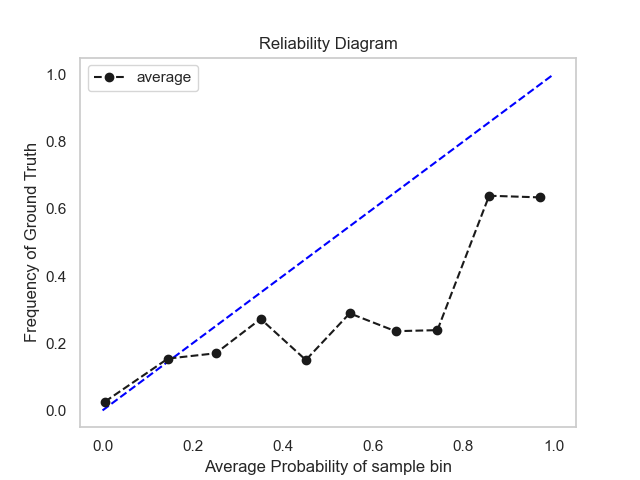 Reliability Diagram
average
Frequency of Ground Truth
1.0
0.8
0.6
0.4
0.2
0.0
0.0 0.2 0.4 0.6 0.8 1.0
Average Probability of sample bin